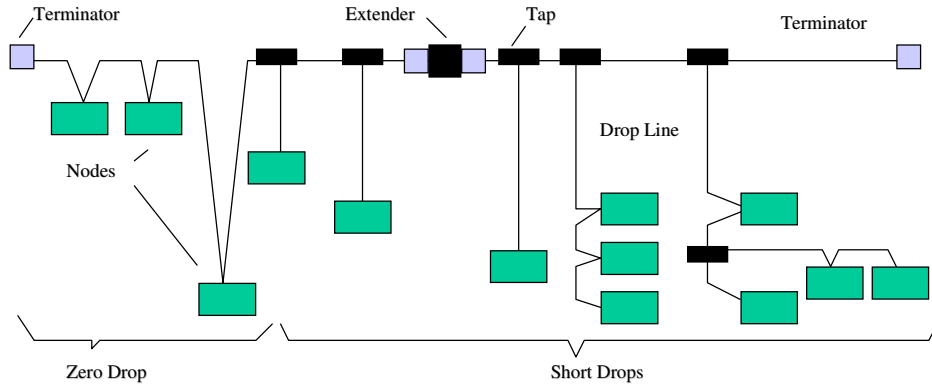 Terminator
Extender
Tap
Terminator
Drop Line
Nodes
Zero Drop
Short Drops